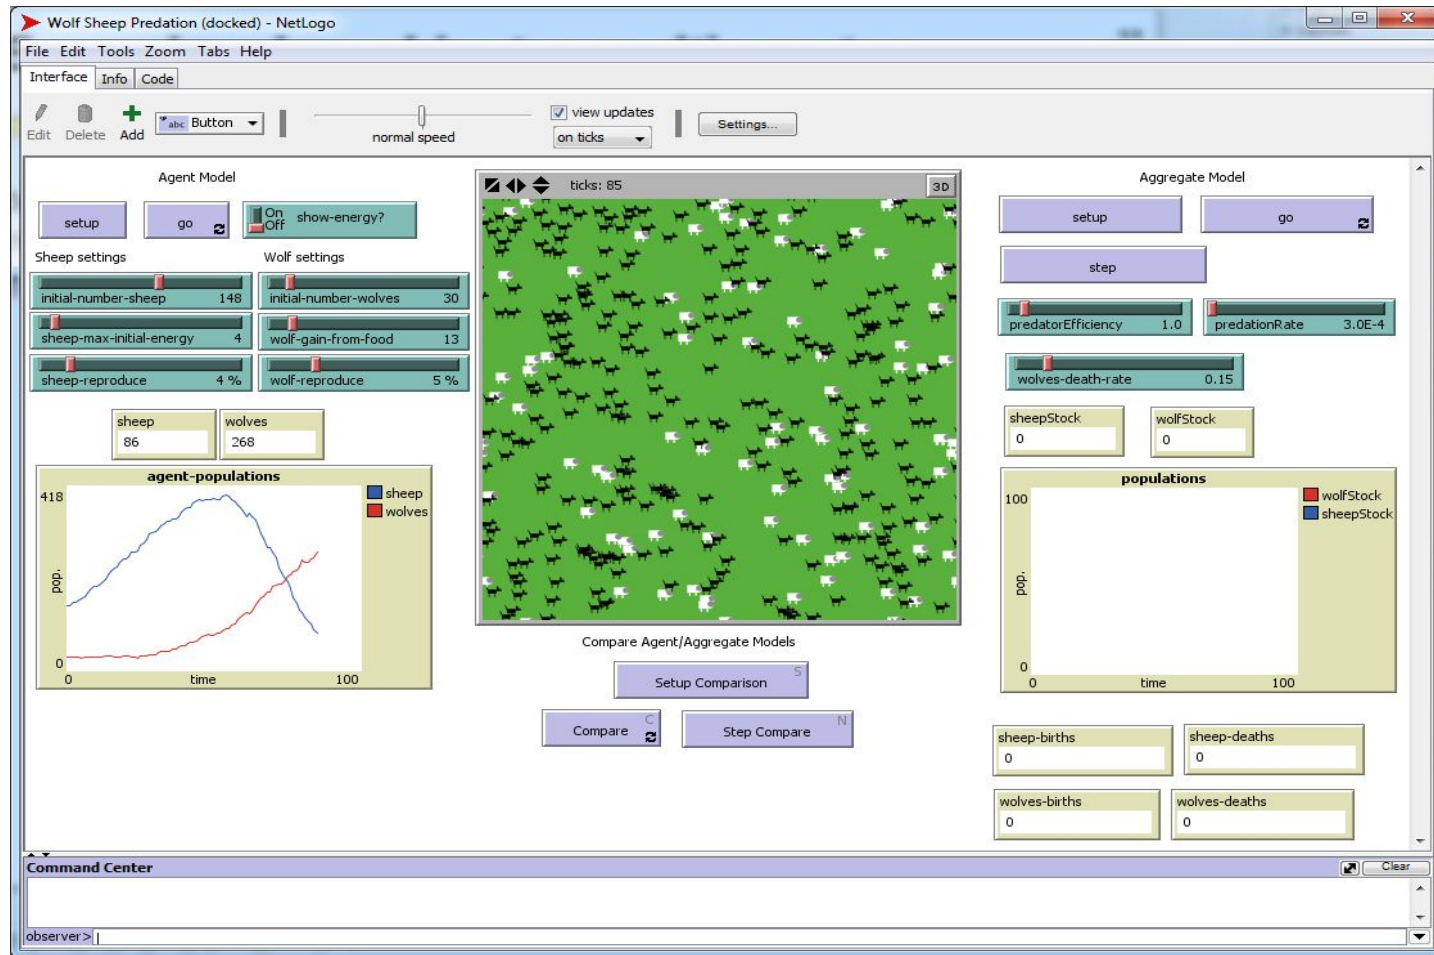 Wolf Sheep Predation (docked) - NetLogo
File Edit Tools Zoom Tabs Help
Interface Info Code
Edit Delete Add abc Button normal speed view updates on ticks Settings...
Agent Model
setup go On Off show-energy?
Sheep settings Wolf settings
initial-number-sheep 148 initial-number-wolves 30
sheep-max-initial-energy 4 wolf-gain-from-food 13
sheep-reproduce 4 % wolf-reproduce 5 %
sheep wolves
86 268
agent-populations
418
sheep
wolves
pop.
0
0 time 100
ticks: 85 3D
Compare Agent/Aggregate Models
Setup Comparison S
Compare C Step Compare N
Aggregate Model
setup go
step
predatorEfficiency 1.0 predationRate 3.0E-4
wolves-death-rate 0.15
sheepStock wolfStock
0 0
populations
100
wolfStock
sheepStock
pop.
0
0 time 100
sheep-births sheep-deaths
0 0
wolves-births wolves-deaths
0 0
Command Center Clear
observer>